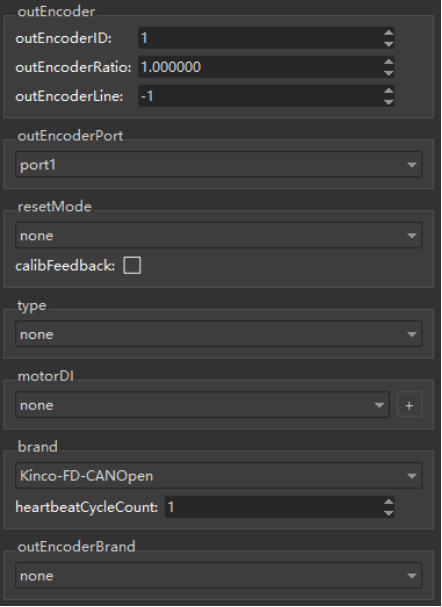 outEncoder
outEncoderID: 1
outEncoderRatio: 1.000000
outEncoderLine: -1
outEncoderPort
port1
resetMode
none
calibFeedback:
type
none
motorDI
none +
brand
Kinco-FD-CANOpen
heartbeatCycleCount: 1
outEncoderBrand
none